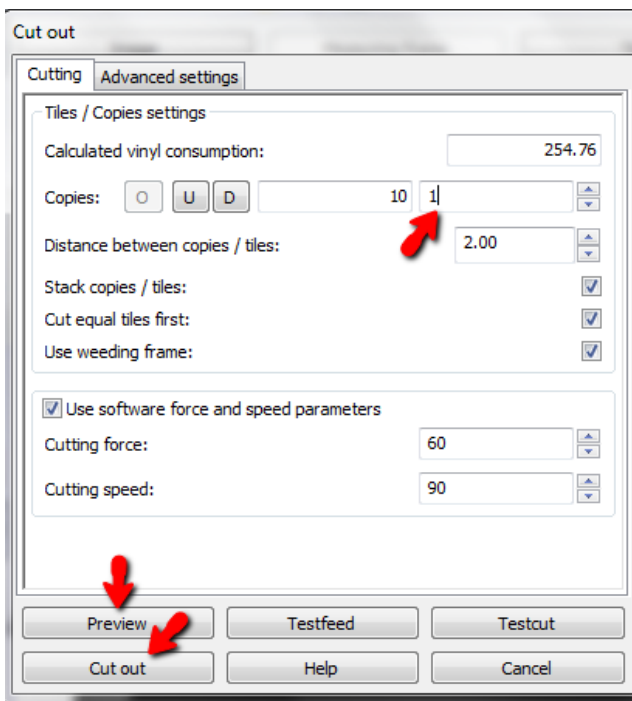 Cut out
Cutting Advanced settings
Tiles / Copies settings
Calculated vinyl consumption: 254.76
Copies: O U D 10 1
Distance between copies / tiles: 2.00
Stack copies / tiles:
Cut equal tiles first:
Use weeding frame:
Use software force and speed parameters
Cutting force: 60
Cutting speed: 90
Preview Testfeed Testcut
Cut out Help Cancel